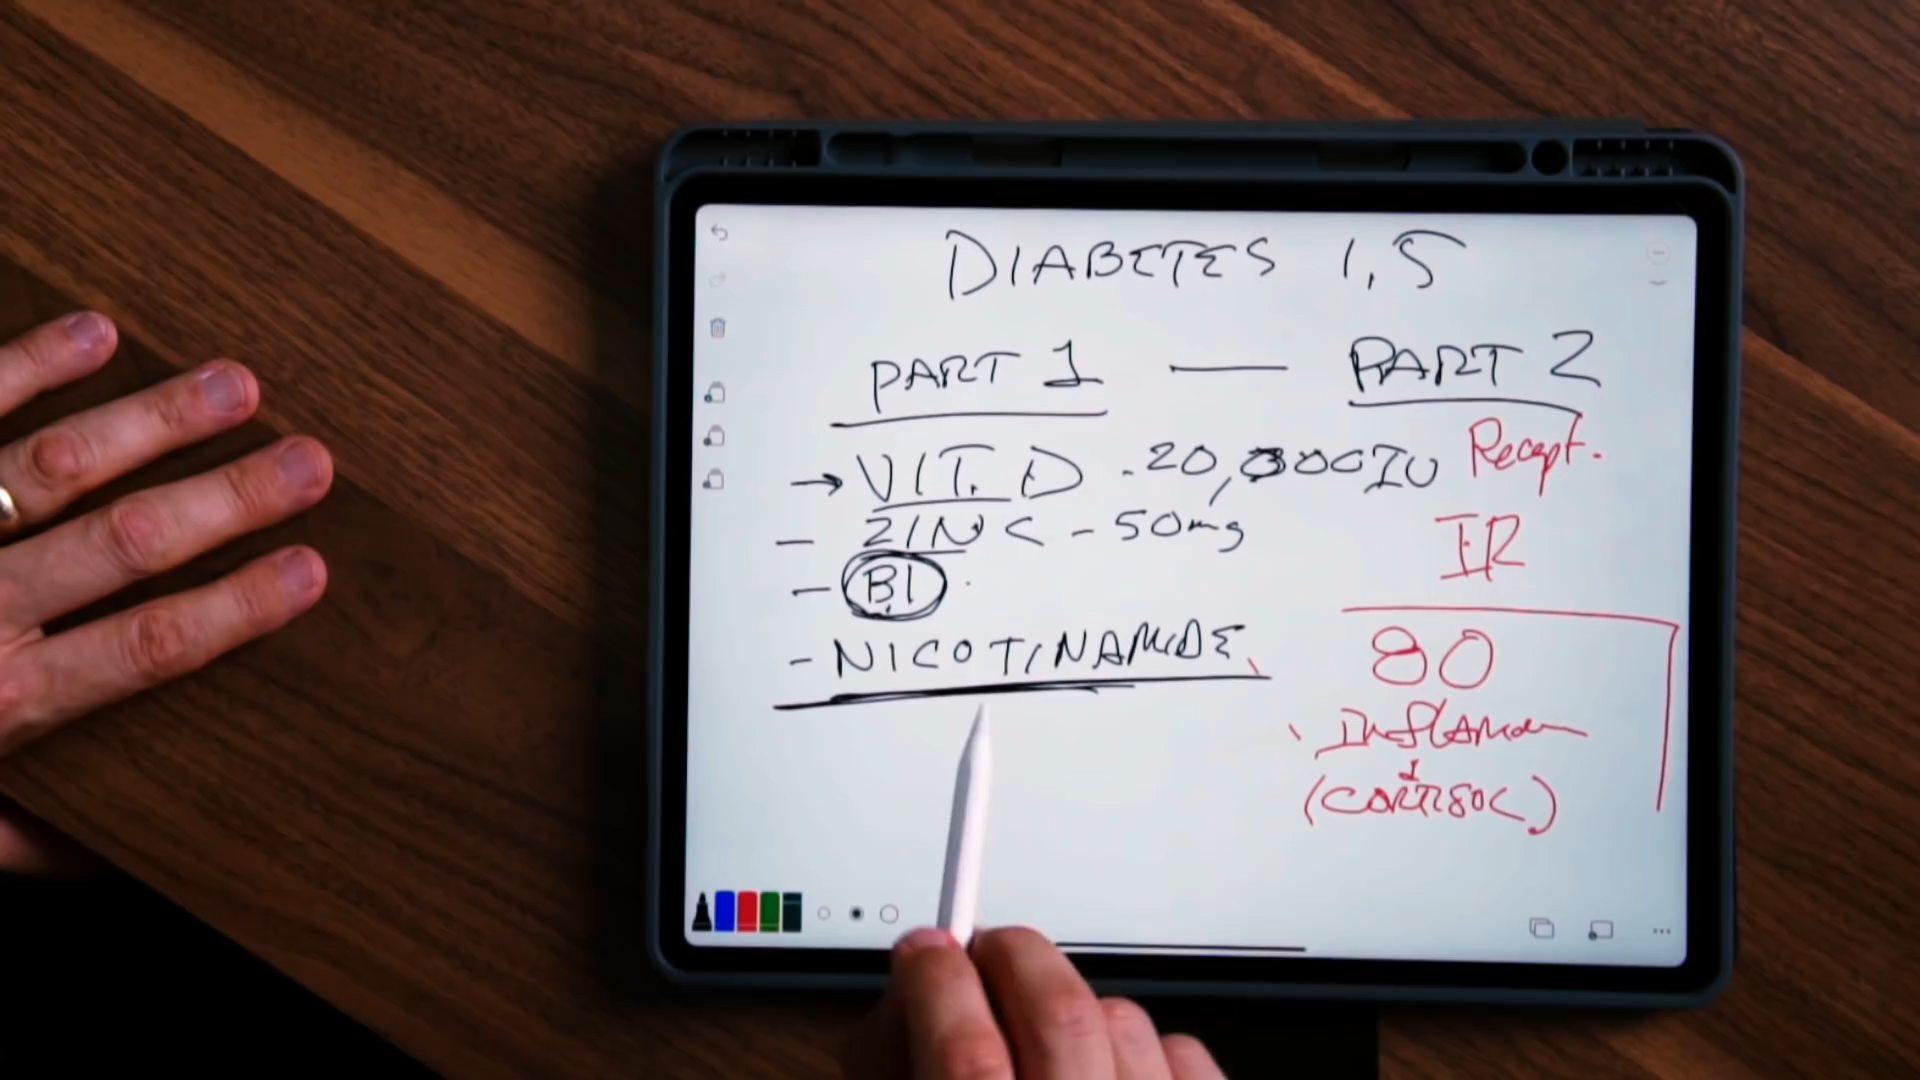 DIABETES 1,5
PART 1 — PART 2
→ VIT. D - 20,000 IU Recept.
- ZINC - 50mg
IR
- B1
- NICOTINAMIDE
80
(CORTISOL)